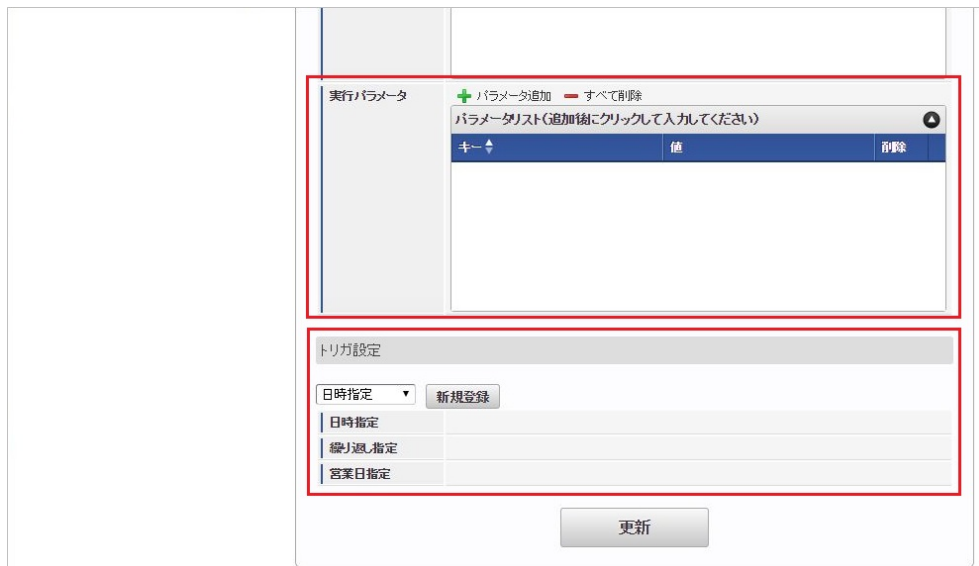 実行パラメータ
パラメータ追加 すべて削除
パラメータリスト(追加後にクリックして入力してください)
キー 値 削除
トリガ設定
日時指定 新規登録
日時指定
繰り返し指定
営業日指定
更新